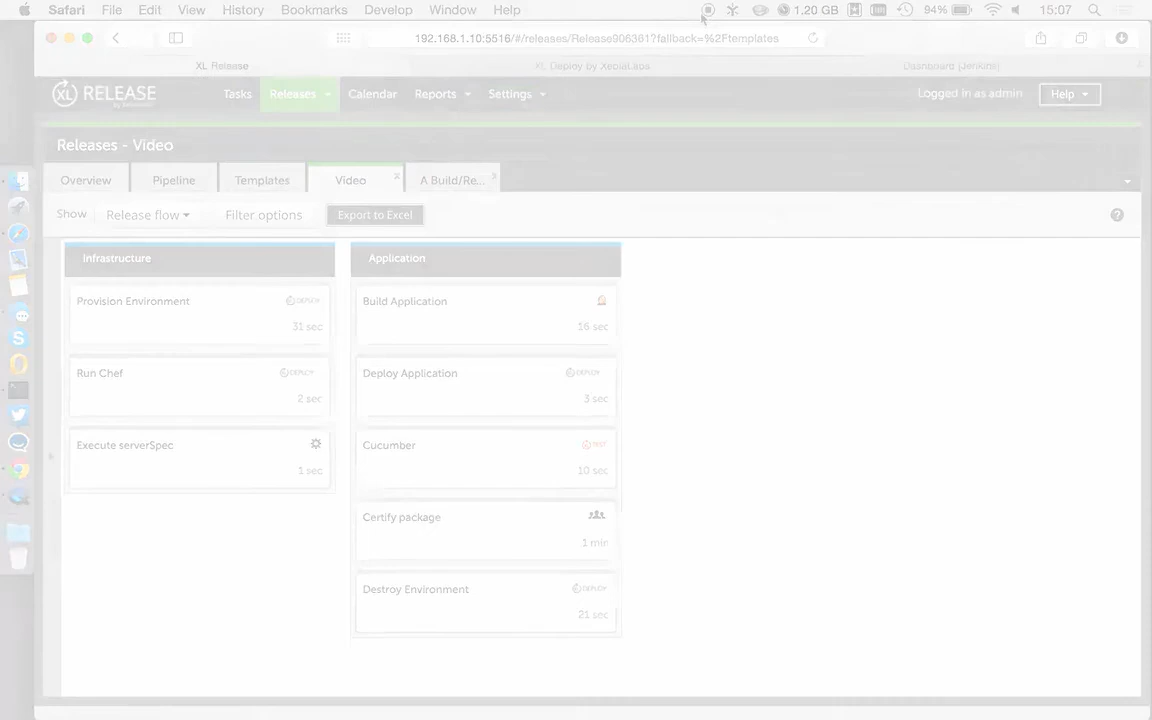 Safari File Edit View History Bookmarks Develop Window Help 1.20 GB 94% 15:07
192.168.1.10:5516/#/releases/Release906361?fallback=%2Ftemplates
XL Release XL Deploy by XebiaLabs Dashboard [Jenkins]
XL RELEASE Tasks Releases Calendar Reports Settings Logged in as admin Help
Releases - Video
Overview Pipeline Templates Video x A Build/Re...
Show Release flow Filter options Export to Excel ?
Infrastructure Application
Provision Environment DEPLOY Build Application
31 sec 16 sec
Run Chef DEPLOY Deploy Application DEPLOY
2 sec 3 sec
Execute serverSpec Cucumber TEST
1 sec 10 sec
Certify package
1 min
Destroy Environment DEPLOY
21 sec